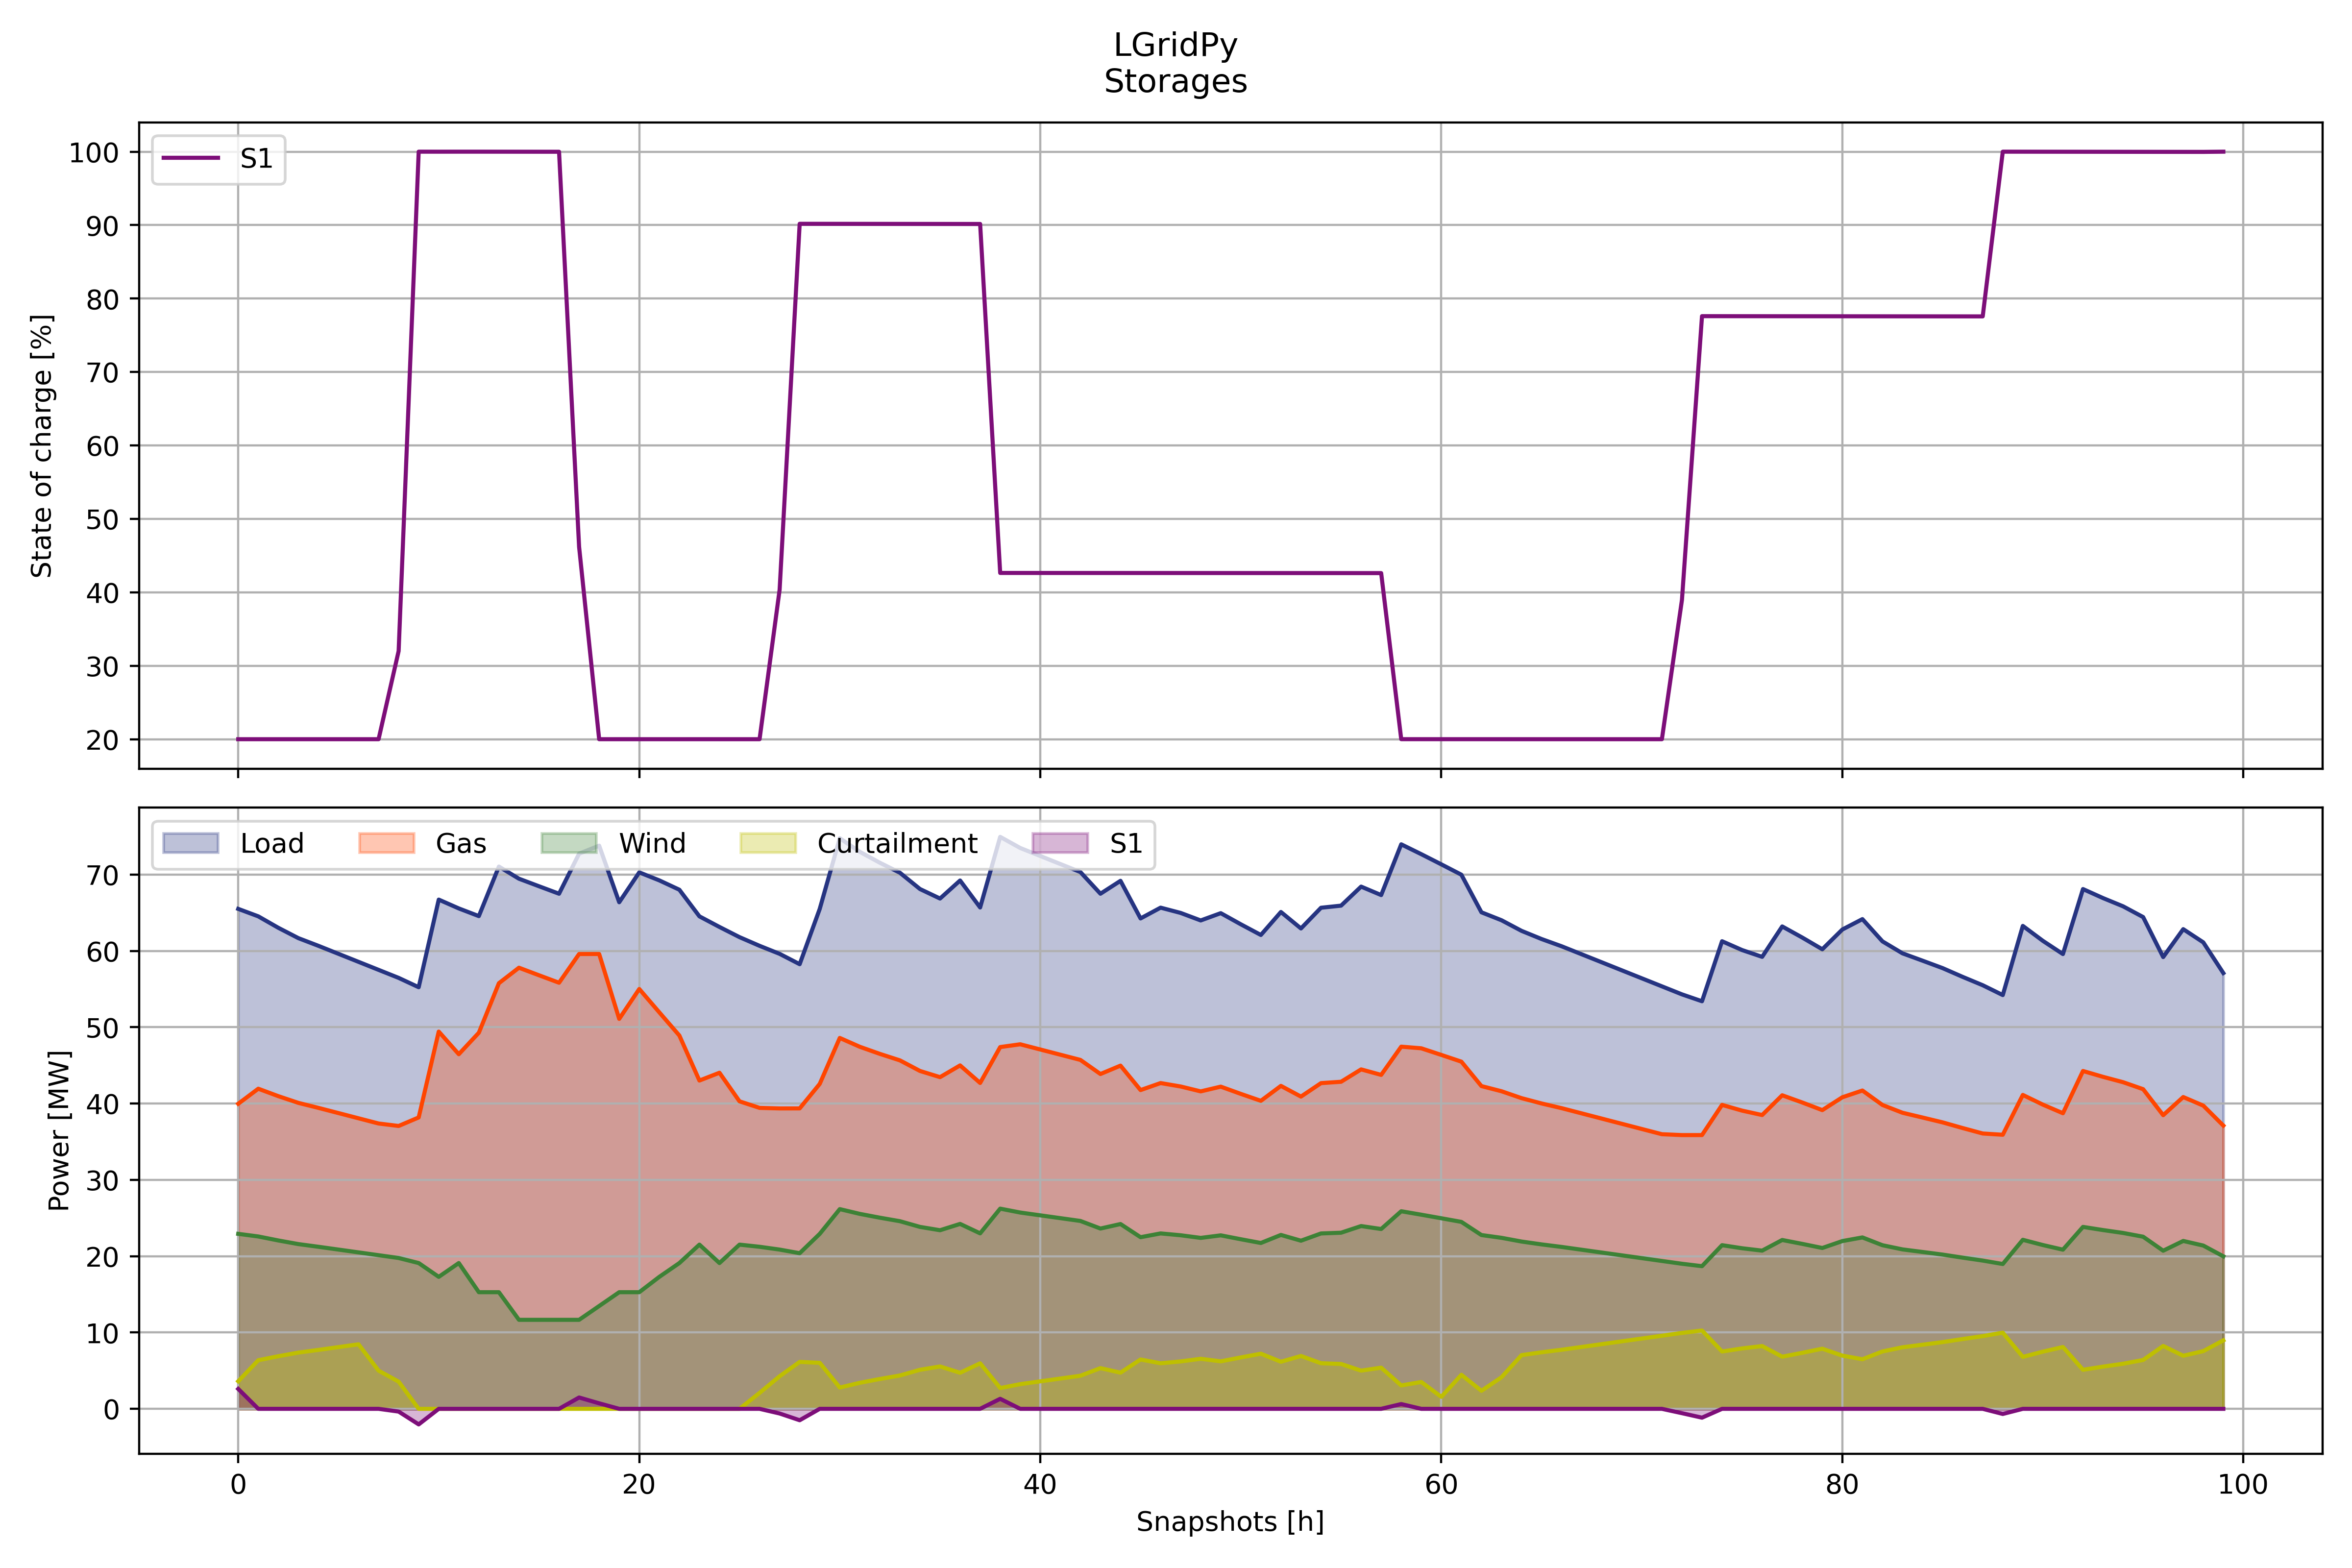 LGridPy
Storages
S1
100
90
80
70
60
50
40
30
20
State of charge [%]
Load Gas Wind Curtailment S1
70
60
50
40
30
20
10
0
Power [MW]
0 20 40 60 80 100
Snapshots [h]